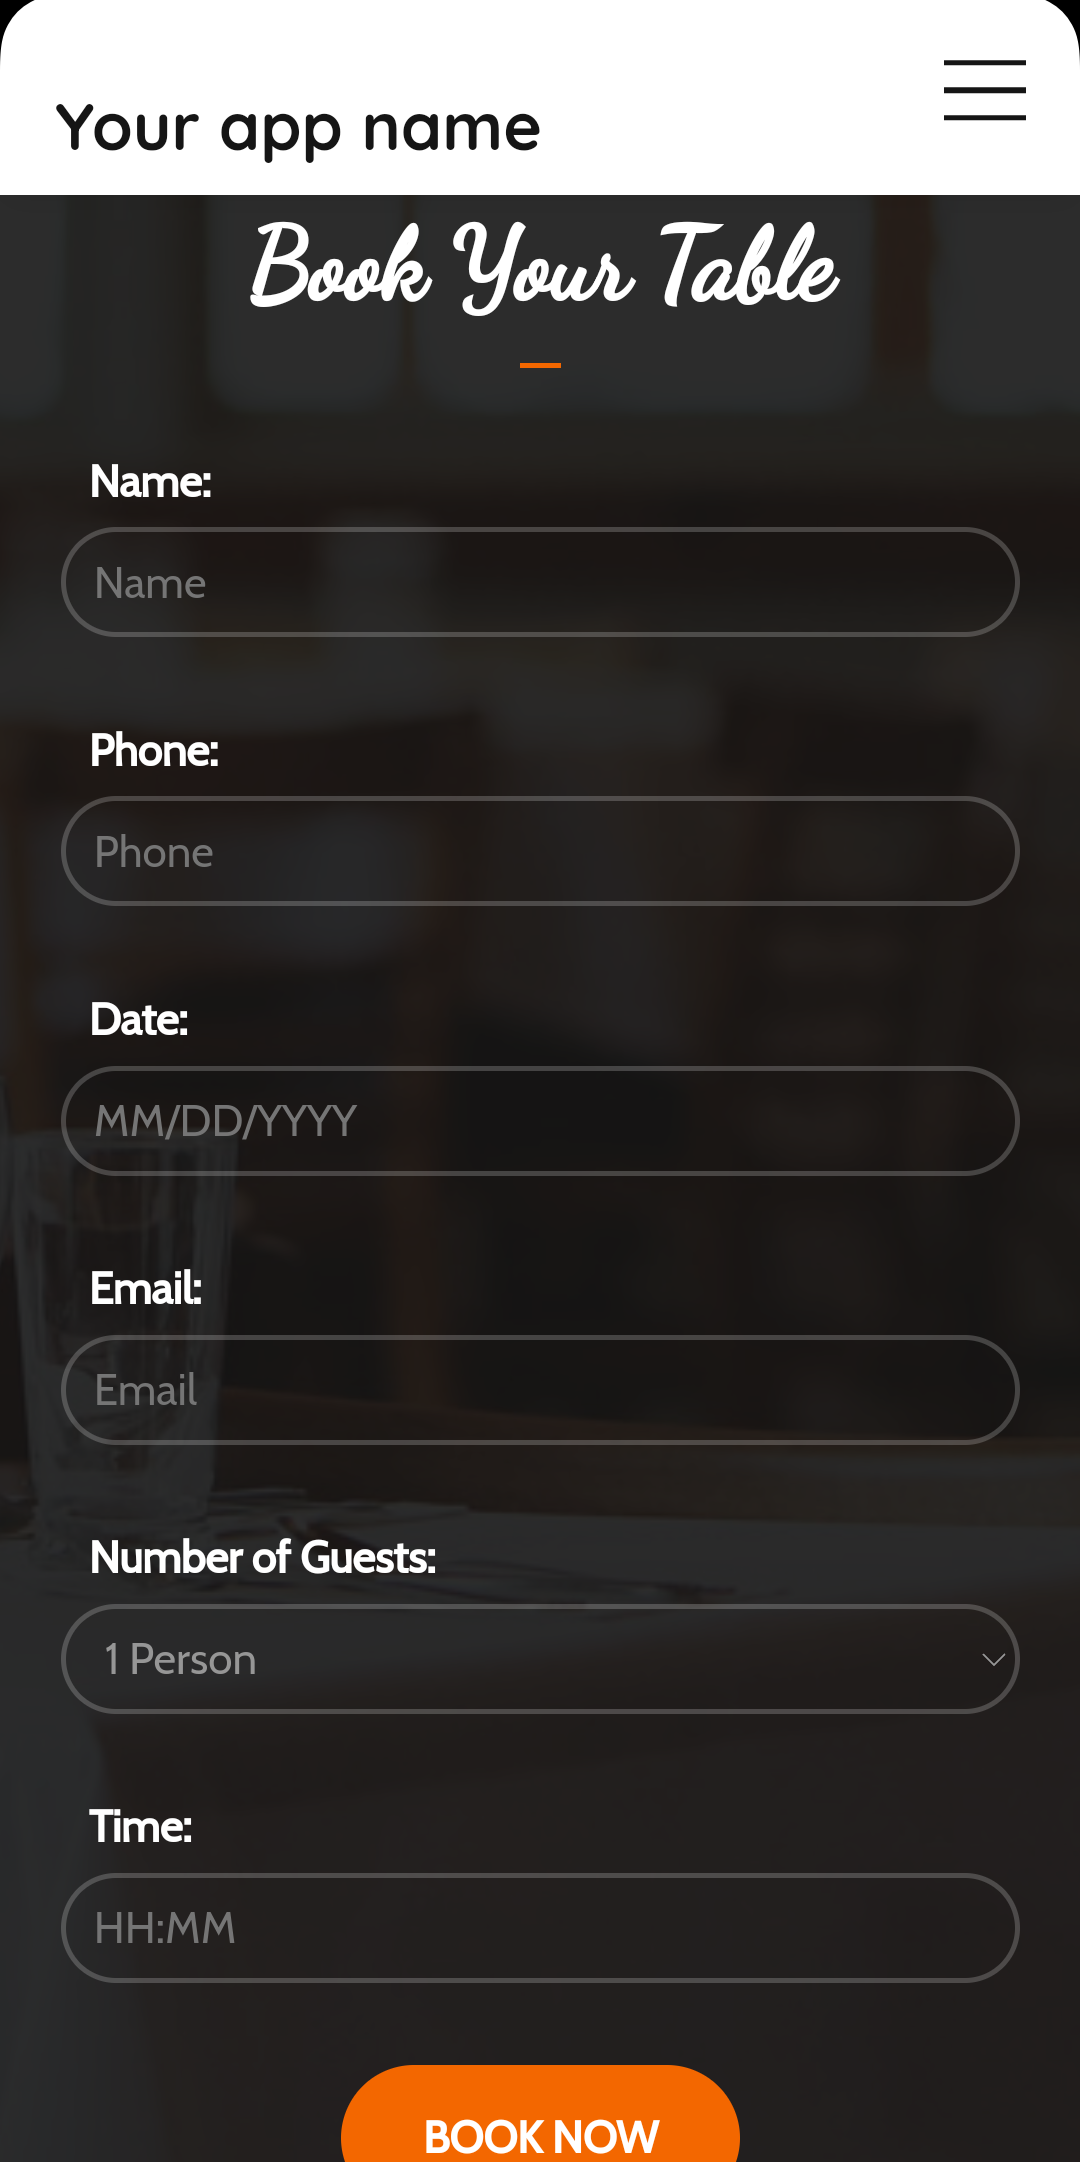 Your app name
Book Your Table
Name:
Name
Phone:
Phone
Date:
MM/DD/YYYY
Email:
Email
Number of Guests:
1 Person
Time:
HH:MM
BOOK NOW